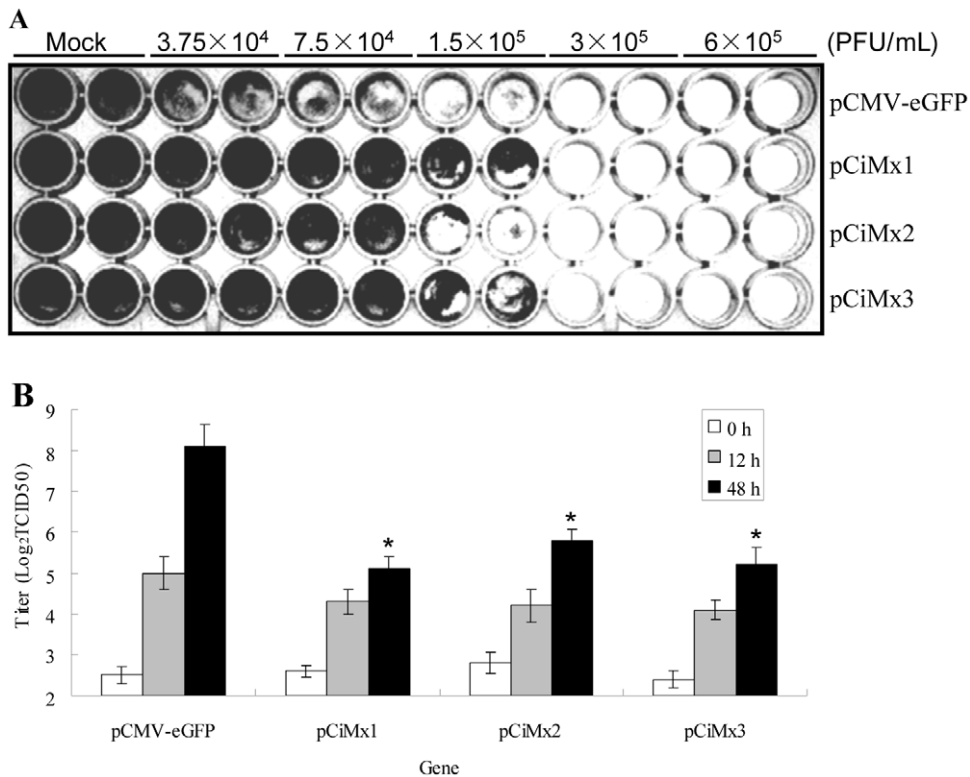 A
Mock 3.75×10⁴ 7.5×10⁴ 1.5×10⁵ 3×10⁵ 6×10⁵ (PFU/mL)
pCMV-eGFP
pCiMx1
pCiMx2
pCiMx3
B
Titer (Log₂TCID50)
9
8
7
6
5
4
3
2
0 h
12 h
48 h
*
*
*
pCMV-eGFP pCiMx1 pCiMx2 pCiMx3
Gene